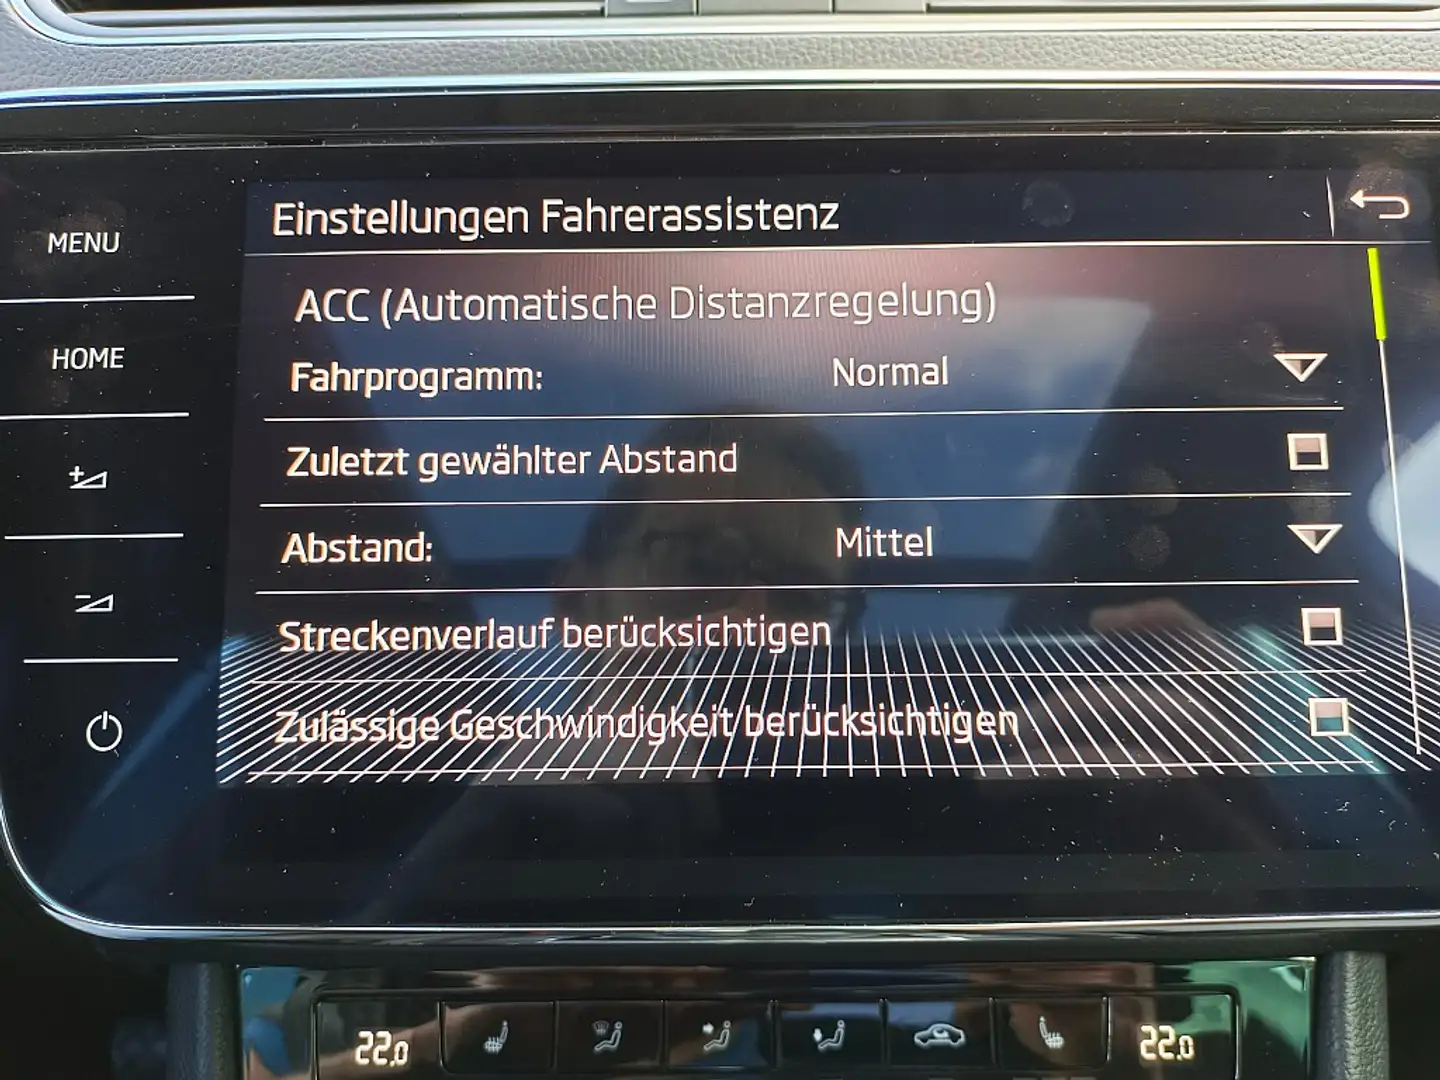 Einstellungen Fahrerassistenz
MENU
ACC (Automatische Distanzregelung)
HOME
Fahrprogramm: Normal
Zuletzt gewählter Abstand
Abstand: Mittel
Streckenverlauf berücksichtigen
Zulässige Geschwindigkeit berücksichtigen
22.0 22.0